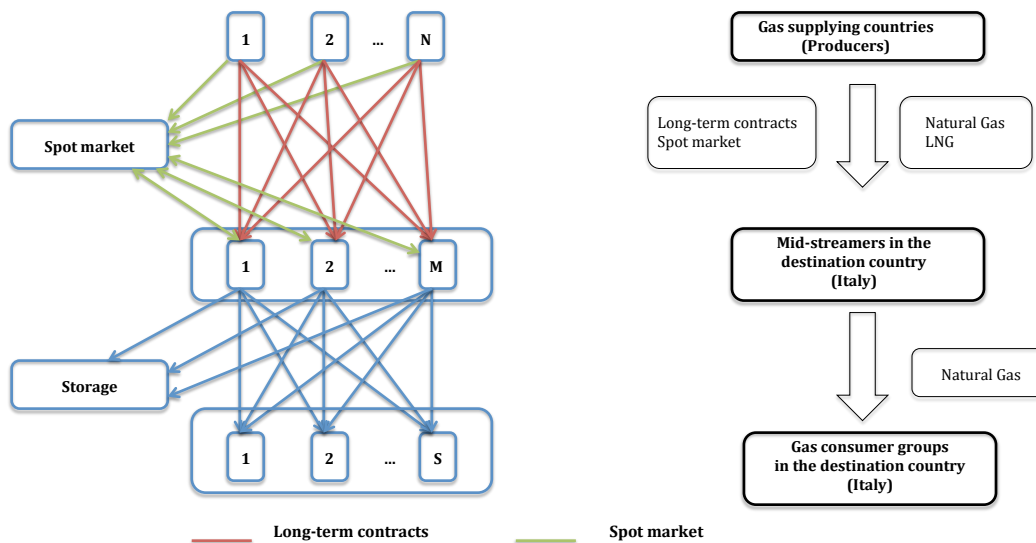 1 2 ... N
Spot market
1 2 ... M
Storage
1 2 ... S
Gas supplying countries
(Producers)
Long-term contracts
Spot market
Natural Gas
LNG
Mid-streamers in the
destination country
(Italy)
Natural Gas
Gas consumer groups
in the destination country
(Italy)
Long-term contracts Spot market